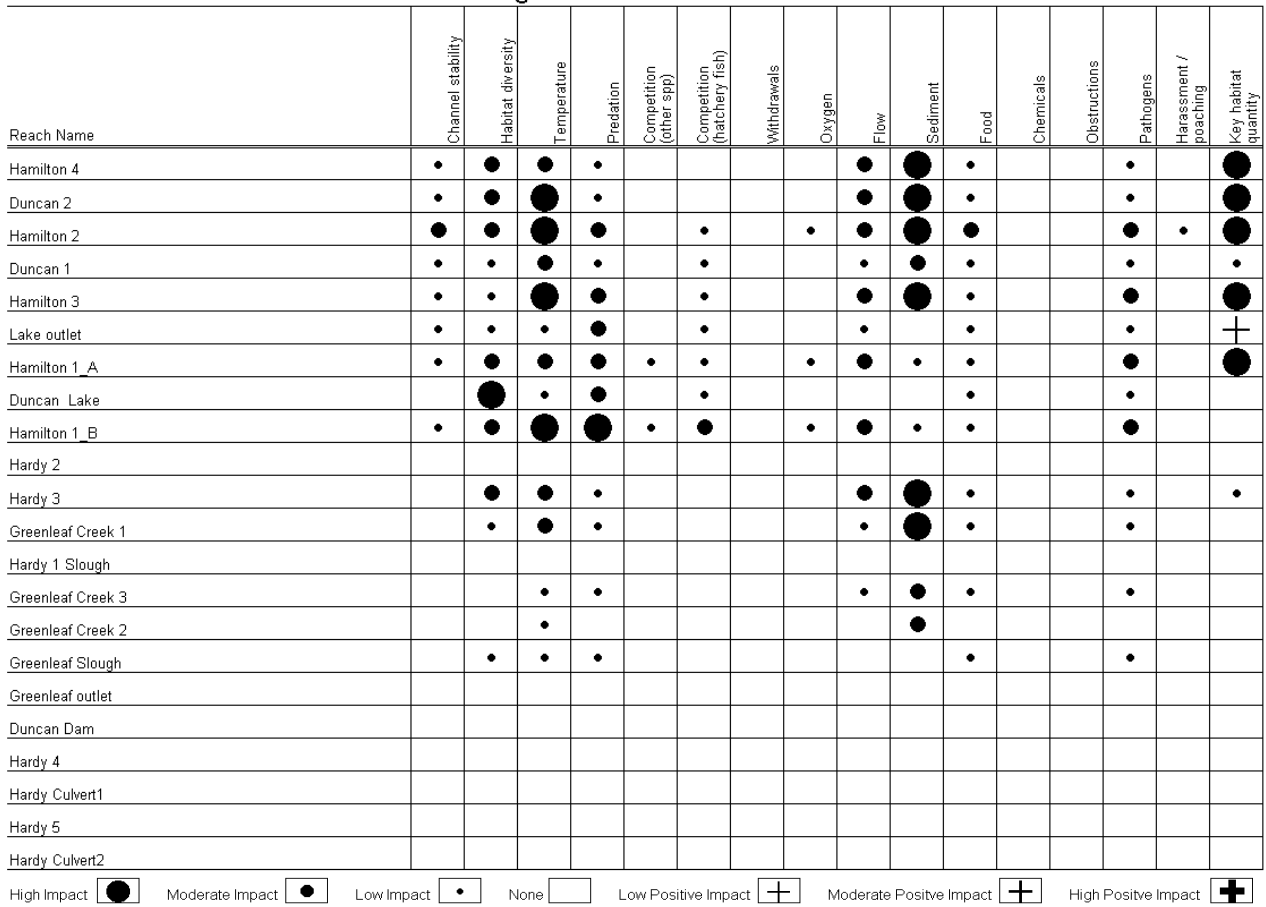 Channel stability
Habitat diversity
Temperature
Predation
Competition
(other spp)
Competition
(hatchery fish)
Withdrawals
Oxygen
Flow
Sediment
Food
Chemicals
Obstructions
Pathogens
Harassment /
poaching
Key habitat
quantity
Reach Name
Hamilton 4
Duncan 2
Hamilton 2
Duncan 1
Hamilton 3
Lake outlet
Hamilton 1_A
Duncan Lake
Hamilton 1_B
Hardy 2
Hardy 3
Greenleaf Creek 1
Hardy 1 Slough
Greenleaf Creek 3
Greenleaf Creek 2
Greenleaf Slough
Greenleaf outlet
Duncan Dam
Hardy 4
Hardy Culvert1
Hardy 5
Hardy Culvert2
High Impact Moderate Impact Low Impact None Low Positive Impact Moderate Positve Impact High Positve Impact